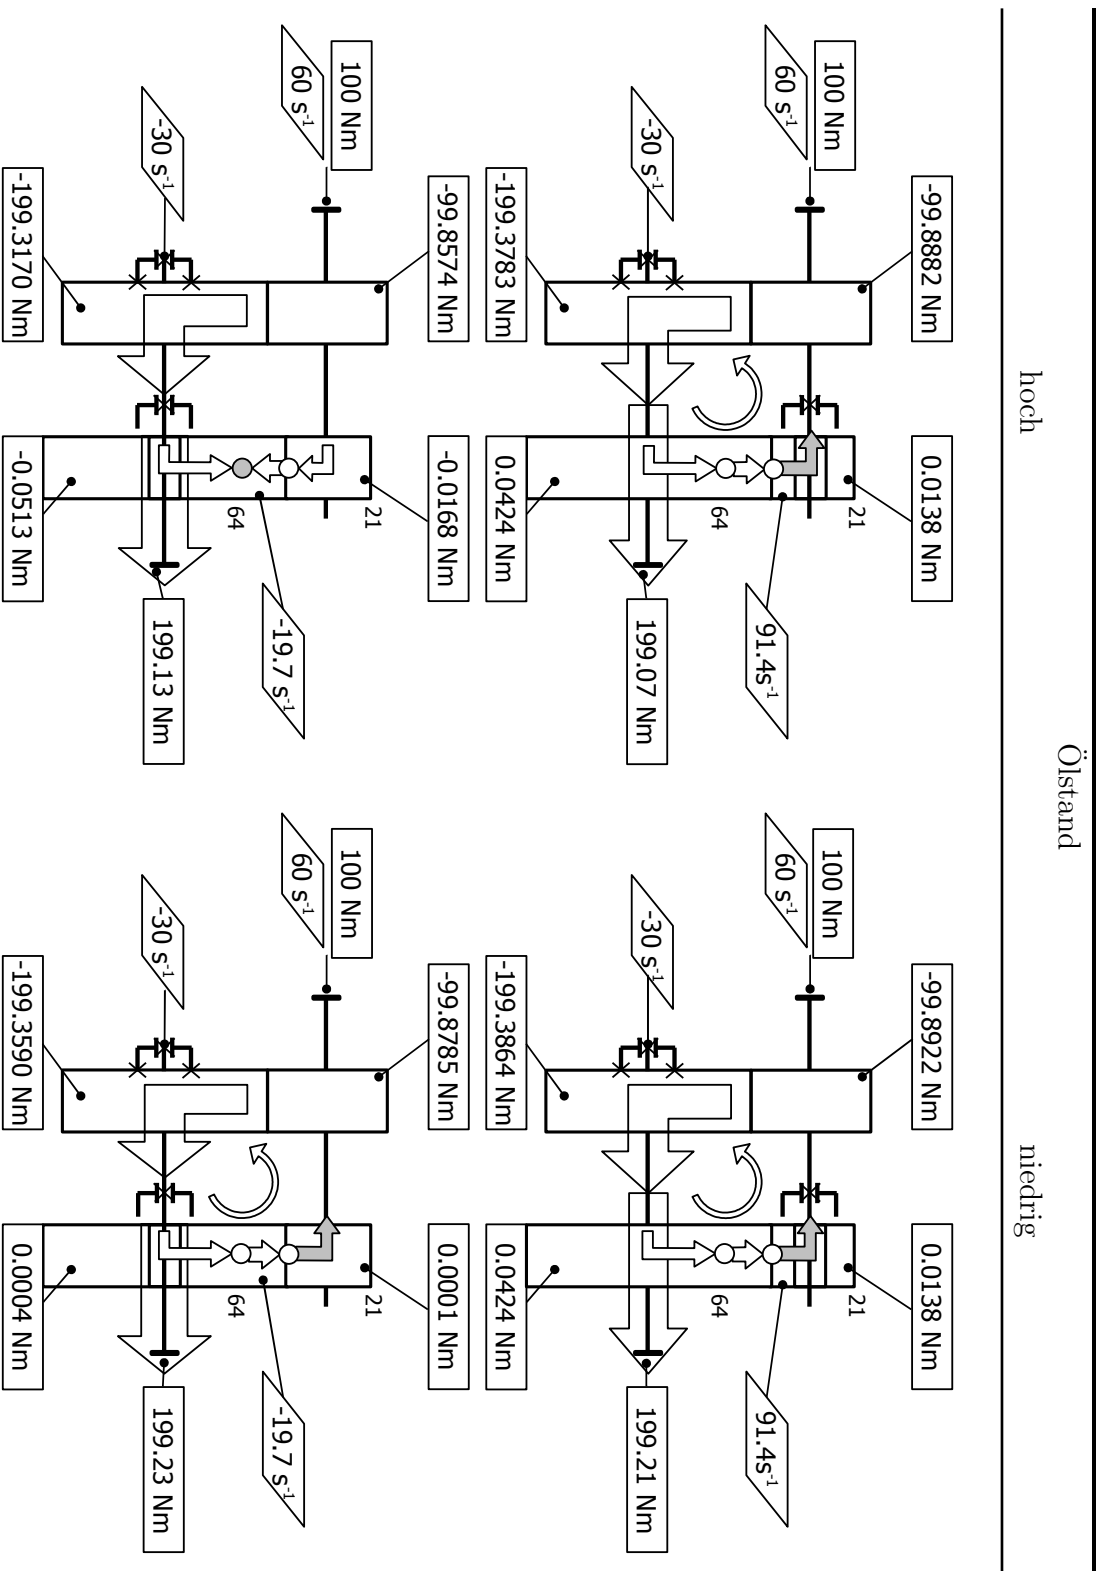 Ölstand
hoch
niedrig
-99.8882 Nm
0.0138 Nm
100 Nm
60 s⁻¹
21
91.4s⁻¹
64
-30 s⁻¹
199.07 Nm
-199.3783 Nm
0.0424 Nm
-99.8922 Nm
0.0138 Nm
100 Nm
60 s⁻¹
21
91.4s⁻¹
64
-30 s⁻¹
199.21 Nm
-199.3864 Nm
0.0424 Nm
-99.8574 Nm
-0.0168 Nm
100 Nm
60 s⁻¹
21
-19.7 s⁻¹
64
-30 s⁻¹
199.13 Nm
-199.3170 Nm
-0.0513 Nm
-99.8785 Nm
0.0001 Nm
100 Nm
60 s⁻¹
21
-19.7 s⁻¹
64
-30 s⁻¹
199.23 Nm
-199.3590 Nm
0.0004 Nm